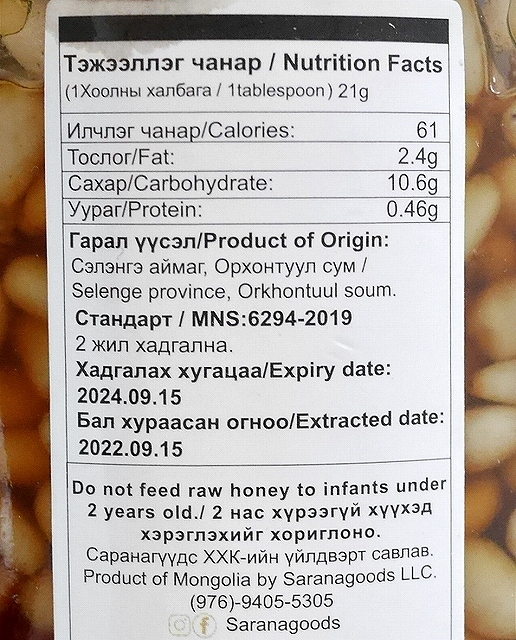 Тэжээллэг чанар / Nutrition Facts
(1Хоолны халбага / 1tablespoon) 21g
Илчлэг чанар/Calories: 61
Тослог/Fat: 2.4g
Сахар/Carbohydrate: 10.6g
Уураг/Protein: 0.46g
Гарал үүсэл/Product of Origin:
Сэлэнгэ аймаг, Орхонтуул сум /
Selenge province, Orkhontuul soum.
Стандарт / MNS:6294-2019
2 жил хадгална.
Хадгалах хугацаа/Expiry date:
2024.09.15
Бал хураасан огноо/Extracted date:
2022.09.15
Do not feed raw honey to infants under
2 years old./ 2 нас хүрээгүй хүүхэд
хэрэглэхийг хориглоно.
Саранагүүдс ХХК-ийн үйлдвэрт савлав.
Product of Mongolia by Saranagoods LLC.
(976)-9405-5305
Saranagoods